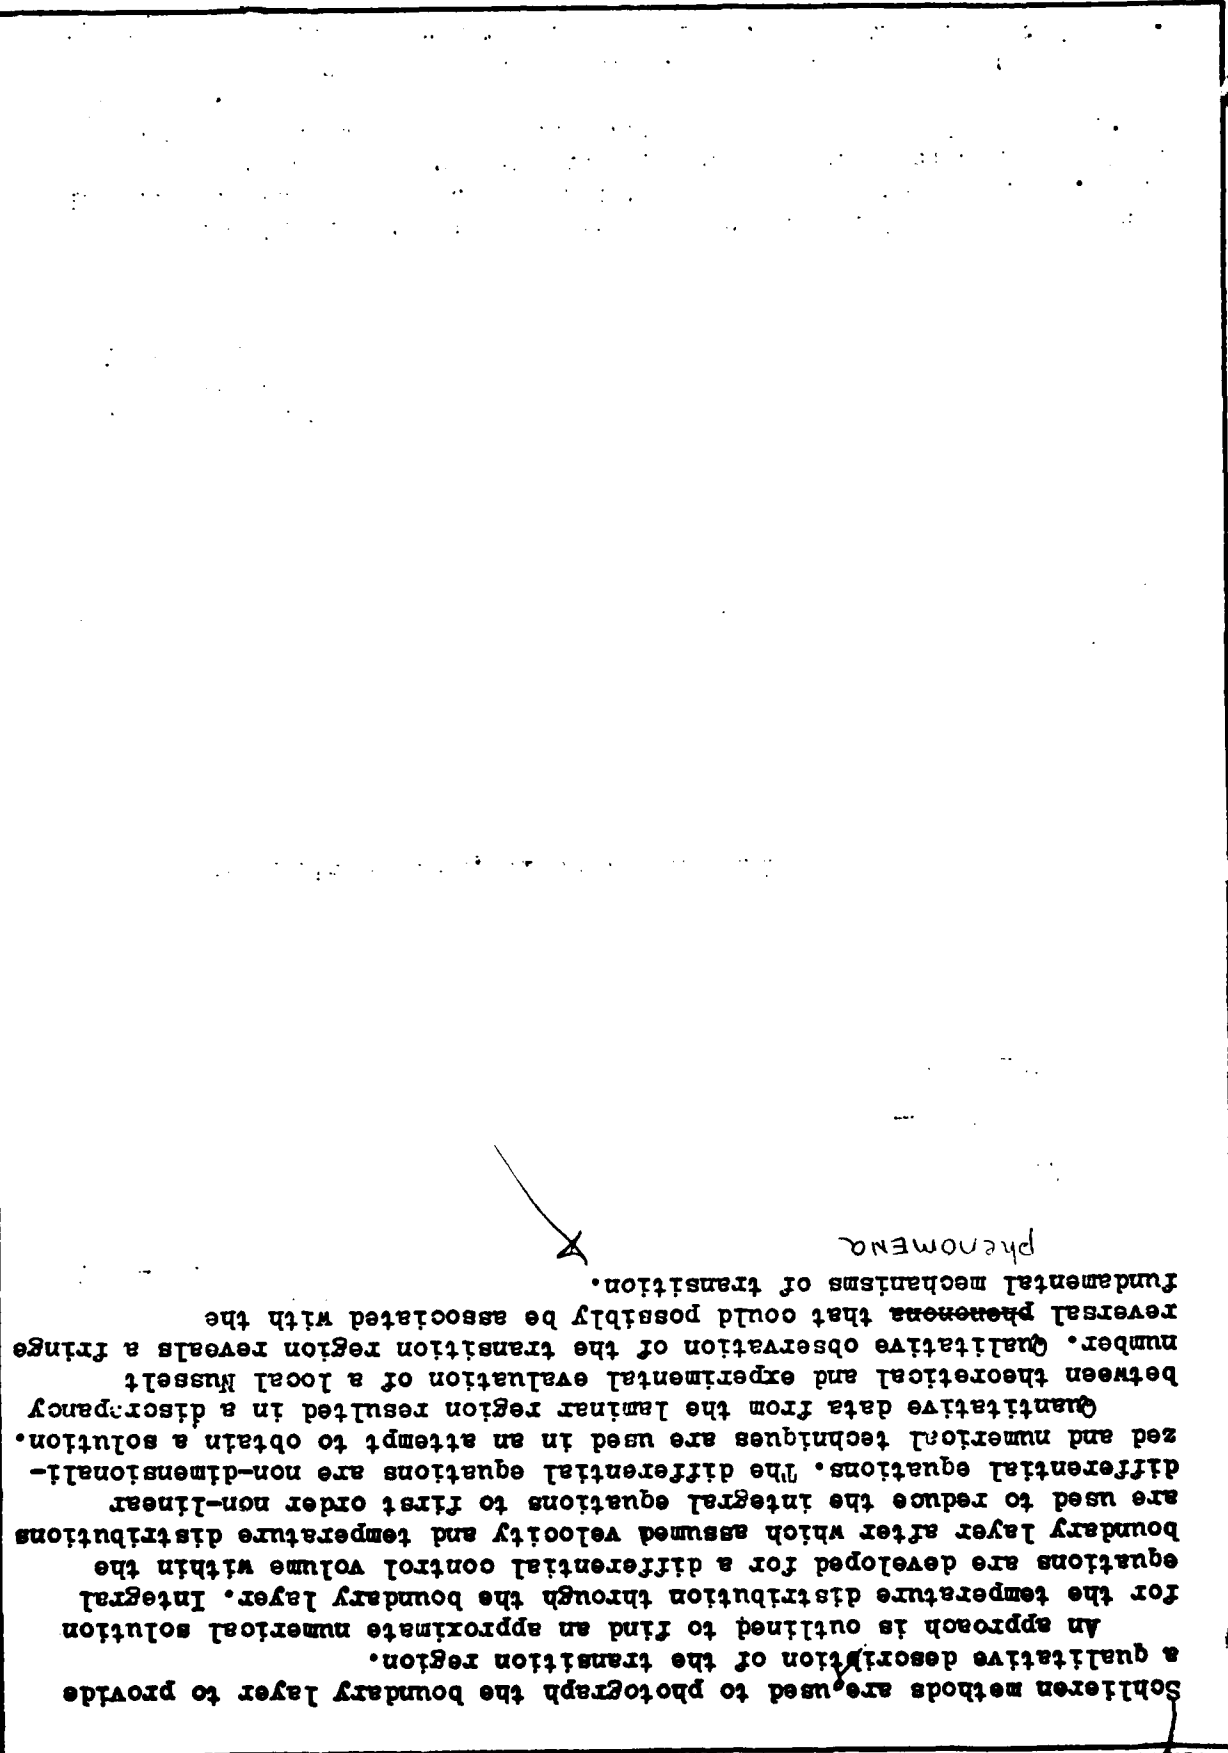 Schlieren methods are used to photograph the boundary layer to provide
a qualitative description of the transition region.
An approach is outlined to find an approximate numerical solution
for the temperature distribution through the boundary layer. Integral
equations are developed for a differential control volume within the
boundary layer after which assumed velocity and temperature distributions
are used to reduce the integral equations to first order non-linear
differential equations. The differential equations are non-dimensionali-
zed and numerical techniques are used in an attempt to obtain a solution.
Quantitative data from the laminar region resulted in a discrepancy
between theoretical and experimental evaluation of a local Nusselt
number. Qualitative observation of the transition region reveals a fringe
reversal phenonena that could possibly be associated with the
fundamental mechanisms of transition.
phenomena